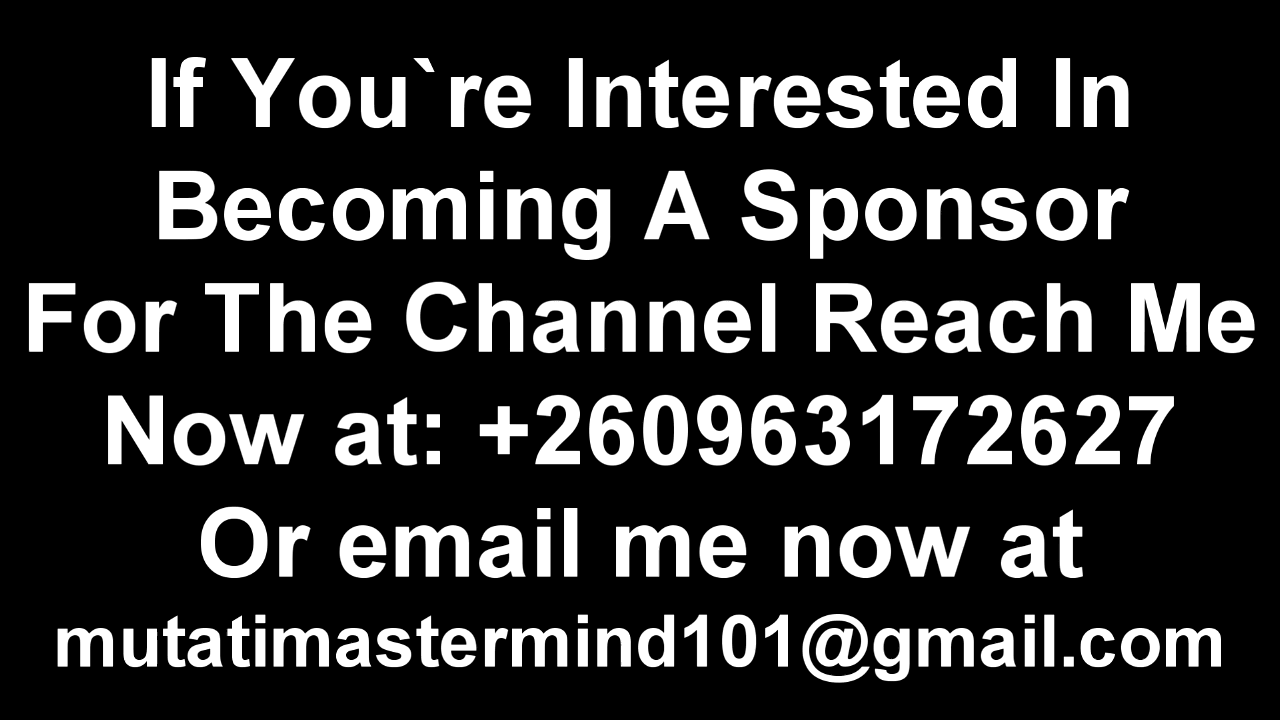 If You`re Interested In
Becoming A Sponsor
For The Channel Reach Me
Now at: +260963172627
Or email me now at
mutatimastermind101@gmail.com